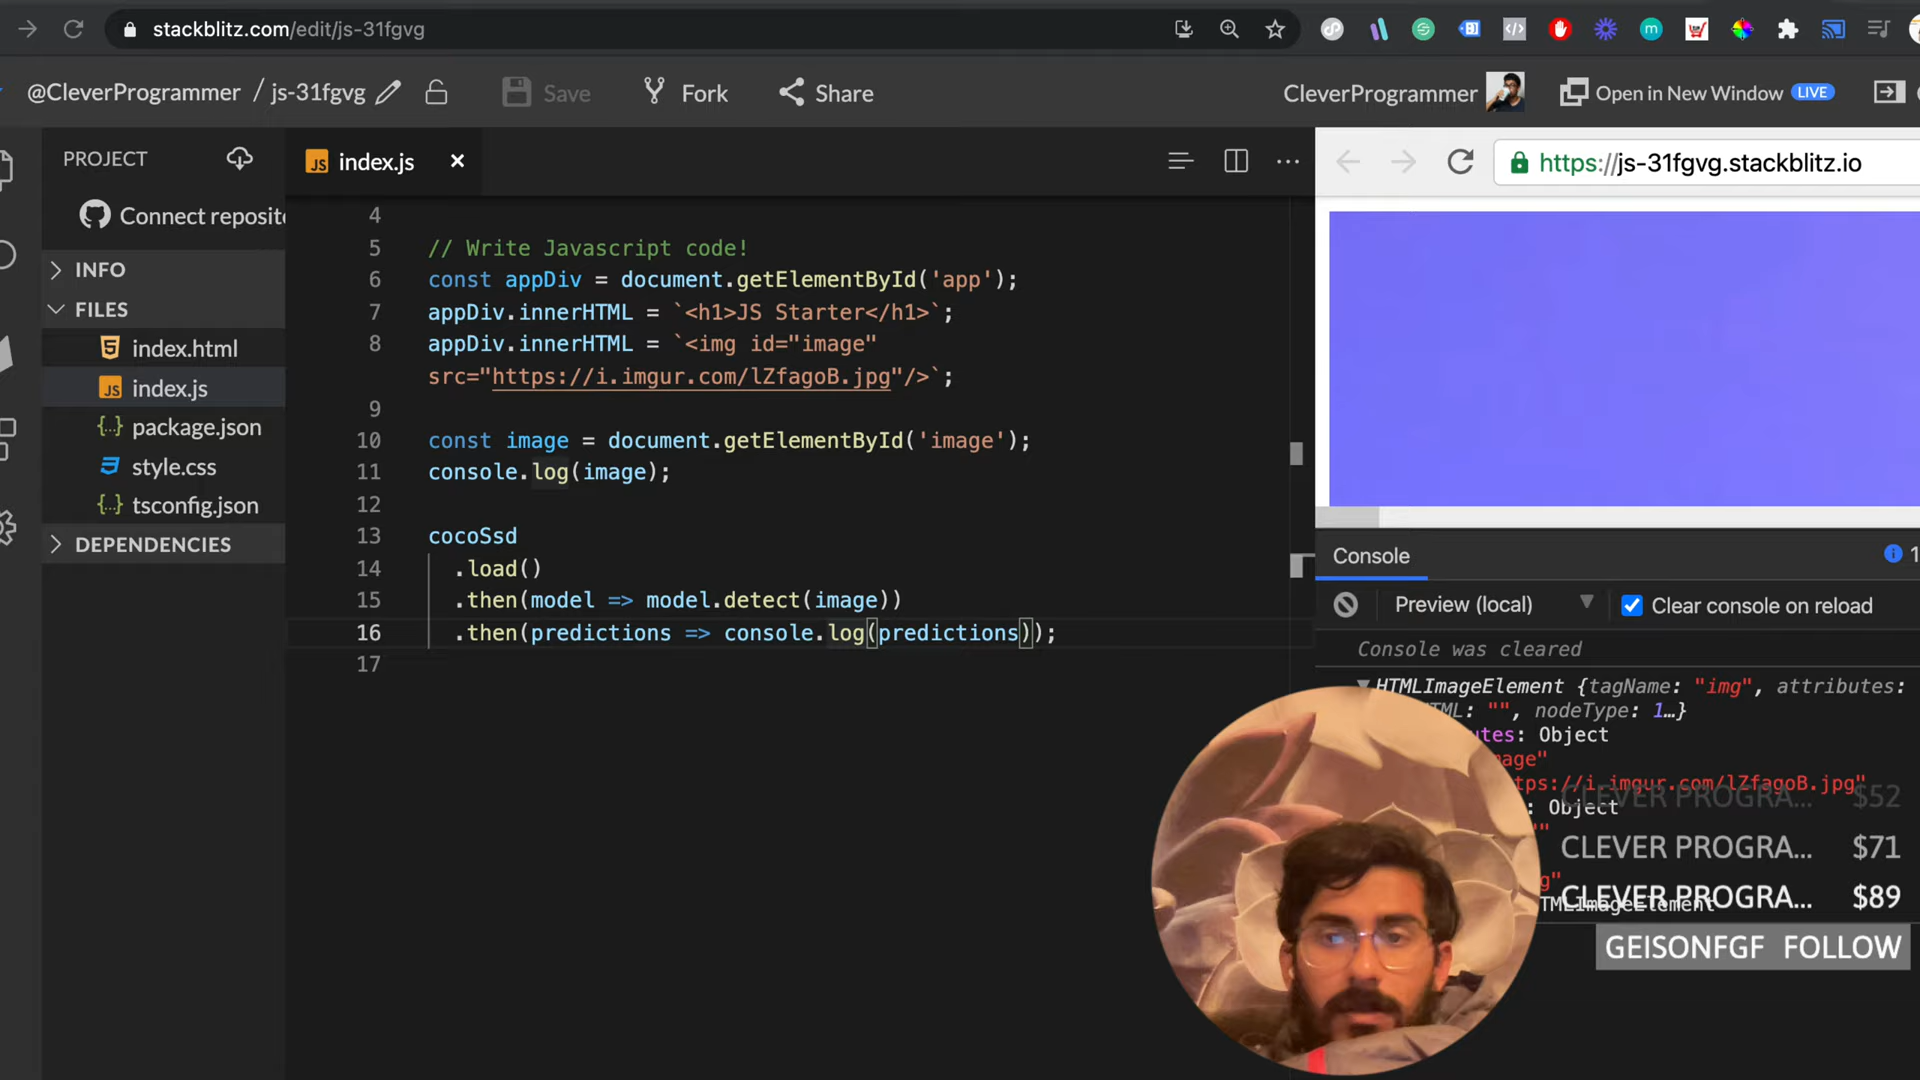 stackblitz.com/edit/js-31fgvg
@CleverProgrammer / js-31fgvg
Save
Fork
Share
CleverProgrammer
Open in New Window LIVE
PROJECT
Connect reposite
INFO
FILES
index.html
index.js
package.json
style.css
tsconfig.json
DEPENDENCIES
JS index.js
4
5 // Write Javascript code!
6 const appDiv = document.getElementById('app');
7 appDiv.innerHTML = `<h1>JS Starter</h1>`;
8 appDiv.innerHTML = `<img id="image"
src="https://i.imgur.com/lZfagoB.jpg"/>`;
9
10 const image = document.getElementById('image');
11 console.log(image);
12
13 cocoSsd
14 .load()
15 .then(model => model.detect(image))
16 .then(predictions => console.log(predictions));
17
https://js-31fgvg.stackblitz.io
Console
1
Preview (local)
Clear console on reload
Console was cleared
HTMLImageElement {tagName: "img", attributes:
TML: "", nodeType: 1…}
utes: Object
mage"
tps://i.imgur.com/lZfagoB.jpg"
: Object
CLEVER PROGRA... $52
CLEVER PROGRA... $71
CLEVER PROGRA... $89
TMLImageElement
GEISONFGF FOLLOW